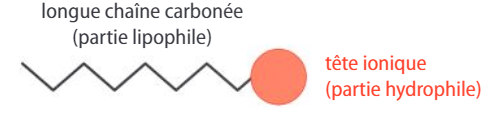 longue chaîne carbonée
(partie lipophile)
tête ionique
(partie hydrophile)